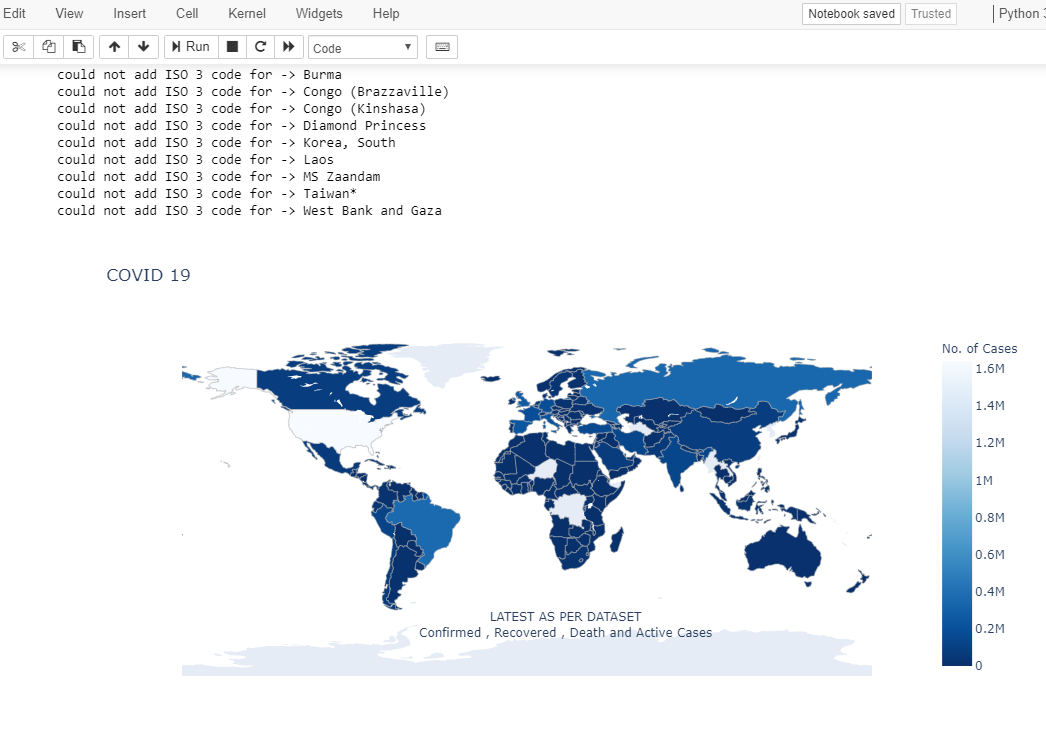 Edit View Insert Cell Kernel Widgets Help
Notebook saved Trusted Python 3
Run Code
could not add ISO 3 code for -> Burma
could not add ISO 3 code for -> Congo (Brazzaville)
could not add ISO 3 code for -> Congo (Kinshasa)
could not add ISO 3 code for -> Diamond Princess
could not add ISO 3 code for -> Korea, South
could not add ISO 3 code for -> Laos
could not add ISO 3 code for -> MS Zaandam
could not add ISO 3 code for -> Taiwan*
could not add ISO 3 code for -> West Bank and Gaza
COVID 19
No. of Cases
1.6M
1.4M
1.2M
1M
0.8M
0.6M
0.4M
0.2M
0
LATEST AS PER DATASET
Confirmed , Recovered , Death and Active Cases